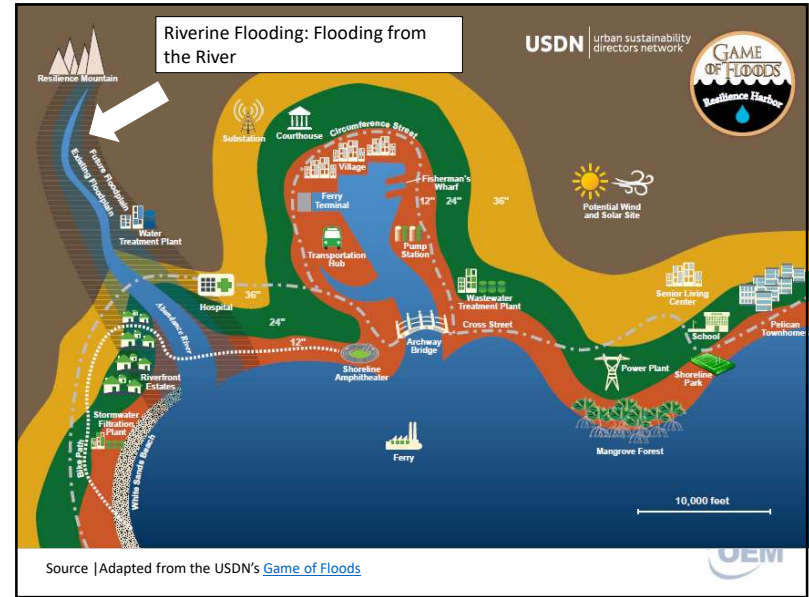 Riverine Flooding: Flooding from
the River
USDN
urban sustainability
directors network
GAME
OF FLOODS
Resilience Harbor
Resilience Mountain
Existing Floodplain
Future Floodplain
Water
Treatment Plant
Substation
Courthouse
Circumference Street
Village
Fisherman's
Wharf
Ferry
Terminal
12"
24"
36"
Potential Wind
and Solar Site
Transportation
Hub
Pump
Station
Hospital
36"
24"
12"
Abundance River
Wastewater
Treatment Plant
Senior Living
Center
Cross Street
School
Pelican
Townhomes
Archway
Bridge
Shoreline
Amphitheater
Power Plant
Shoreline
Park
Riverfront
Estates
Stormwater
Filtration
Plant
Bike Path
White Sands Beach
Ferry
Mangrove Forest
10,000 feet
Source |Adapted from the USDN's Game of Floods
OEM